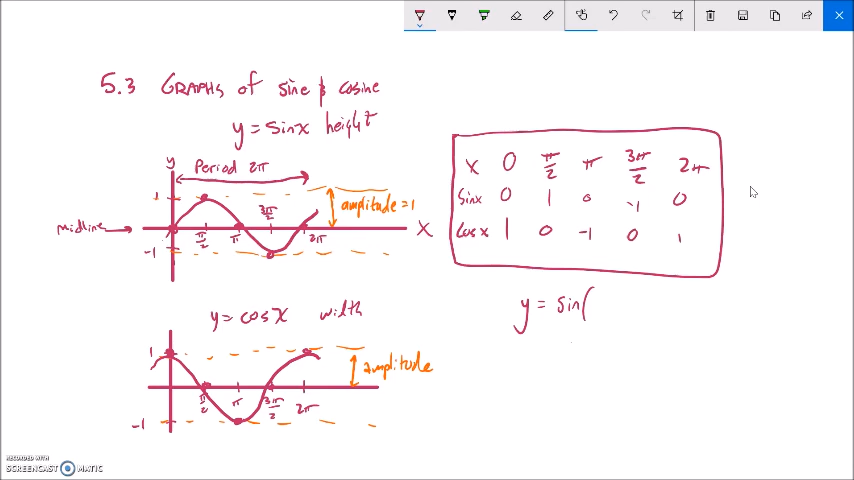 5.3 GRAPHS of sine & cosine
y = sinx height
y
Period 2π
1
amplitude = 1
midline
3π/2
x
π/2 π 2π
-1
y = cosx width
1
amplitude
π/2 π 3π/2 2π
-1
x 0 π/2 π 3π/2 2π
sinx 0 1 0 -1 0
cosx 1 0 -1 0 1
y = sin(
RECORDED WITH
SCREENCAST MATIC